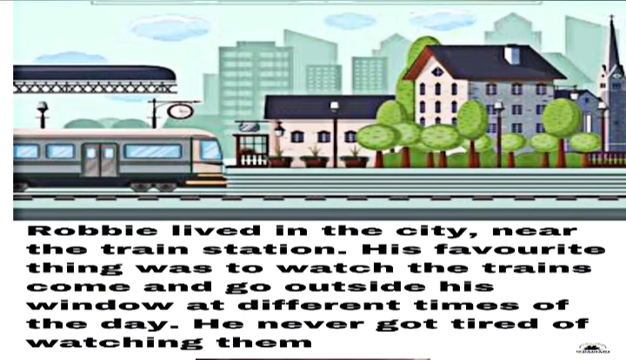 Robbie lived in the city, near
the train station. His favourite
thing was to watch the trains
come and go outside his
window at different times of
the day. He never got tired of
watching them